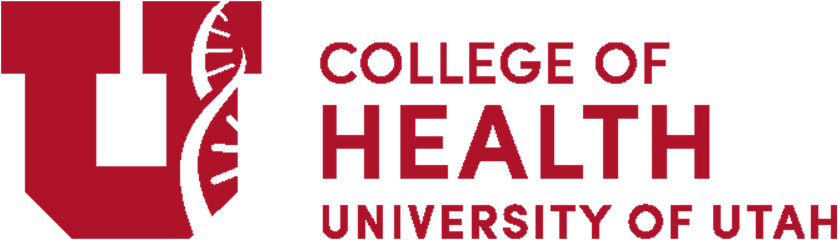 U
COLLEGE OF
HEALTH
UNIVERSITY OF UTAH